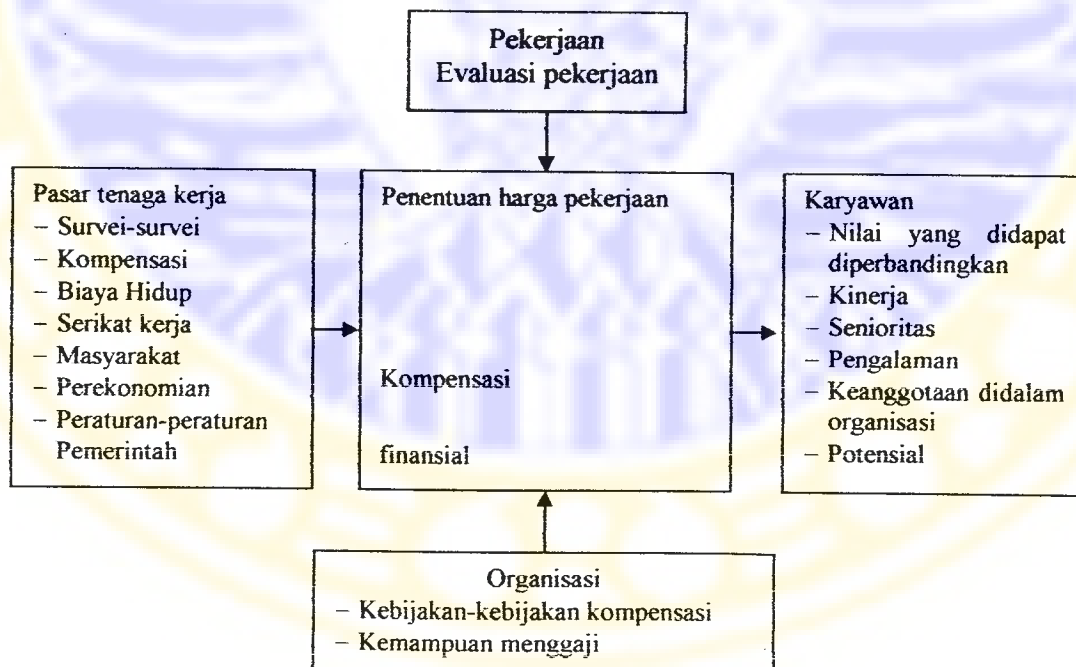 Pekerjaan
Evaluasi pekerjaan
Pasar tenaga kerja
– Survei-survei
– Kompensasi
– Biaya Hidup
– Serikat kerja
– Masyarakat
– Perekonomian
– Peraturan-peraturan
Pemerintah
Penentuan harga pekerjaan
Kompensasi
finansial
Karyawan
– Nilai yang didapat
diperbandingkan
– Kinerja
– Senioritas
– Pengalaman
– Keanggotaan didalam
organisasi
– Potensial
Organisasi
– Kebijakan-kebijakan kompensasi
– Kemampuan menggaji